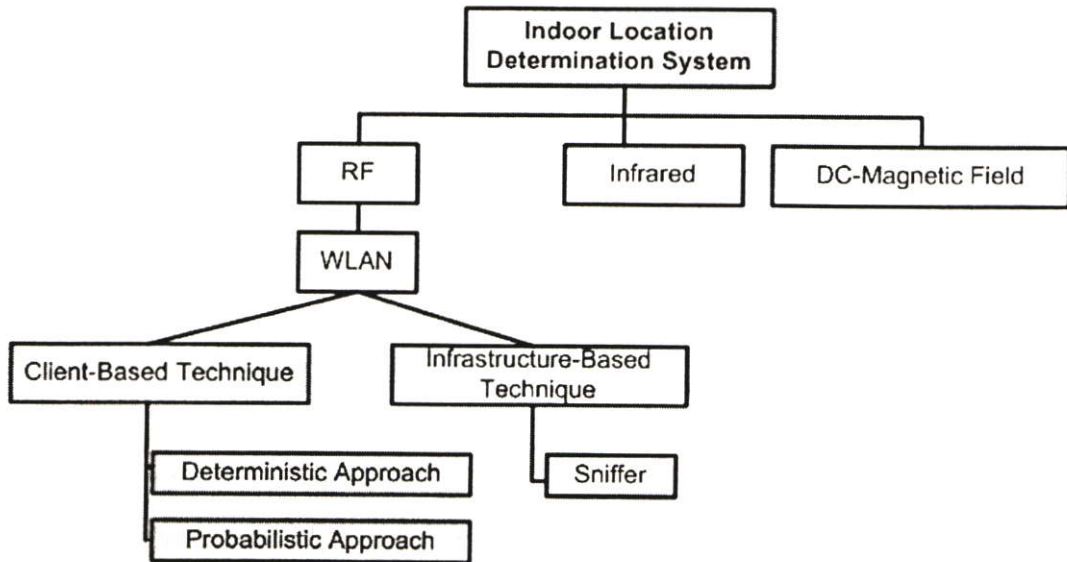 Indoor Location
Determination System
RF
Infrared
DC-Magnetic Field
WLAN
Client-Based Technique
Infrastructure-Based
Technique
Deterministic Approach
Sniffer
Probabilistic Approach